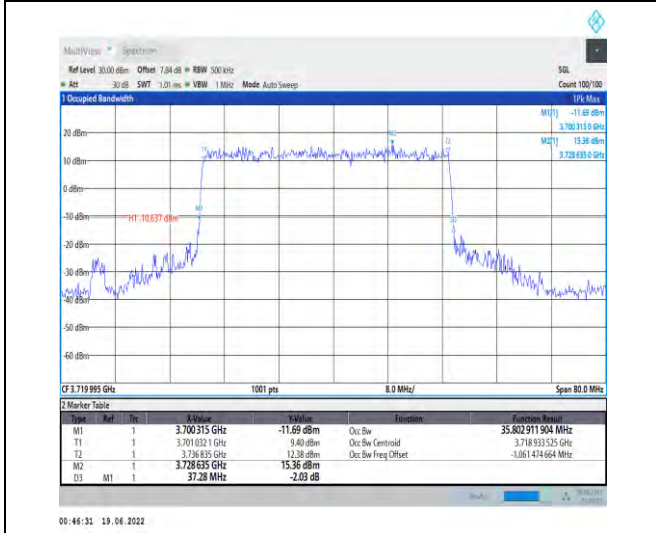 MultiView Spectrum
Ref Level 30.00 dBm Offset 7.84 dB RBW 500 kHz SGL
Att 30 dB SWT 1.01 ms VBW 1 MHz Mode Auto Sweep Count 100/100
1 Occupied Bandwidth 1Pk Max
M1[1] -11.69 dBm
3.700 315 0 GHz
M2[1] 15.36 dBm
3.728 635 0 GHz
20 dBm
M2
T1
10 dBm
0 dBm
M1
-10 dBm
H1 -10.637 dBm
D3
-20 dBm
-30 dBm
-40 dBm
-50 dBm
-60 dBm
CF 3.719 995 GHz 1001 pts 8.0 MHz/ Span 80.0 MHz
2 Marker Table
Type Ref Trc X-Value Y-Value Function Function Result
M1 1 3.700 315 GHz -11.69 dBm Occ Bw 35.802 911 904 MHz
T1 1 3.701 032 1 GHz 9.40 dBm Occ Bw Centroid 3.718 933 525 GHz
T2 1 3.736 835 GHz 12.38 dBm Occ Bw Freq Offset -1.061 474 664 MHz
M2 1 3.728 635 GHz 15.36 dBm
D3 M1 1 37.28 MHz -2.03 dB
00:46:31 19.06.2022